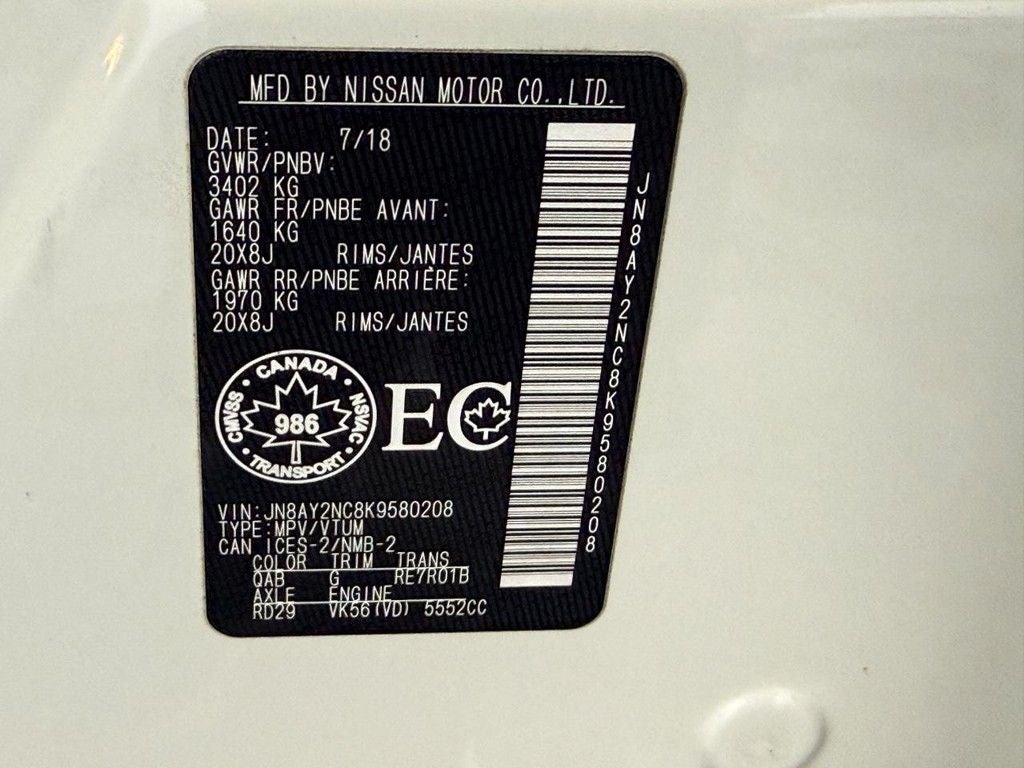 MFD BY NISSAN MOTOR CO.,LTD.
DATE: 7/18
GVWR/PNBV:
3402 KG
GAWR FR/PNBE AVANT:
1640 KG
20X8J RIMS/JANTES
GAWR RR/PNBE ARRIÈRE:
1970 KG
20X8J RIMS/JANTES
JN8AY2NC8K9580208
CANADA
CMVSS 986 NSVAC
TRANSPORT
EC
VIN:JN8AY2NC8K9580208
TYPE:MPV/VTUM
CAN ICES-2/NMB-2
COLOR TRIM TRANS
QAB G RE7R01B
AXLE ENGINE
RD29 VK56(VD) 5552CC